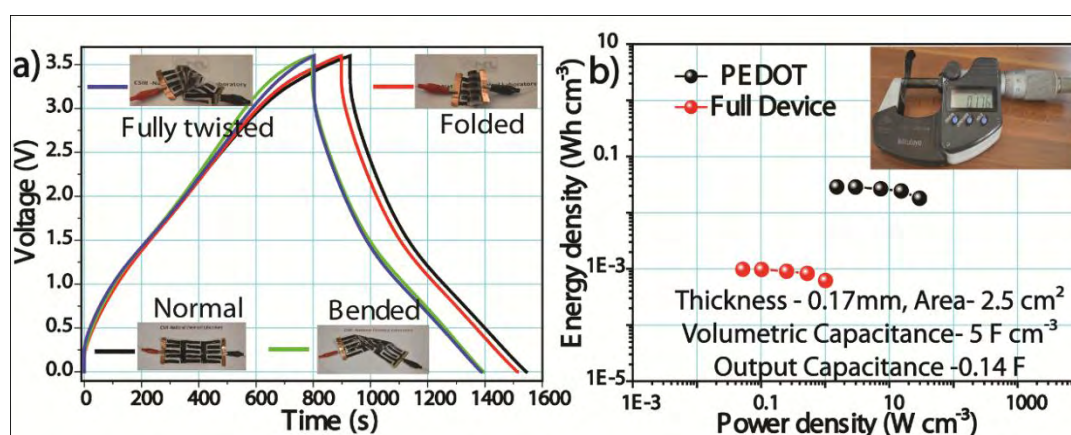 a)
Voltage (V)
3.5
3.0
2.5
2.0
1.5
1.0
0.5
0.0
Fully twisted
Folded
Normal
Bended
0 200 400 600 800 1000 1200 1400 1600
Time (s)
b)
Energy density (Wh cm⁻³)
10
0.1
1E-3
1E-5
PEDOT
Full Device
Thickness - 0.17mm, Area- 2.5 cm²
Volumetric Capacitance- 5 F cm⁻³
Output Capacitance -0.14 F
1E-3 0.1 10 1000
Power density (W cm⁻³)